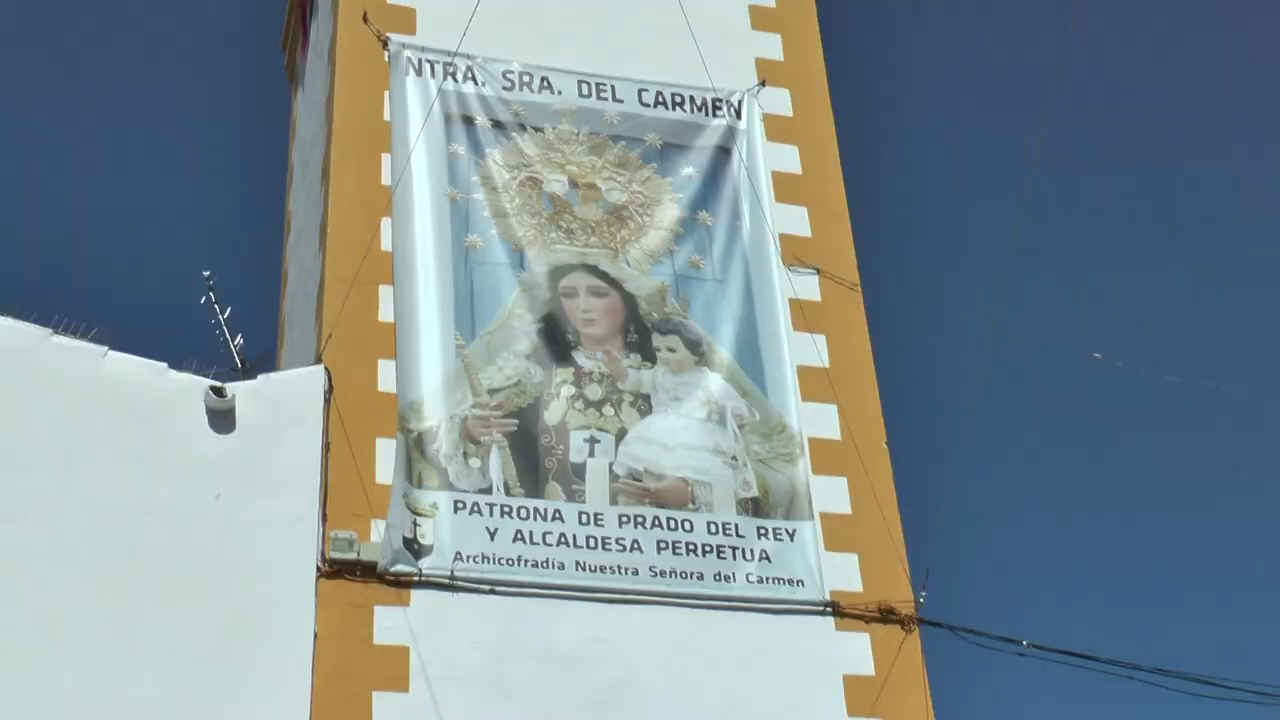 NTRA. SRA. DEL CARMEN
PATRONA DE PRADO DEL REY
Y ALCALDESA PERPETUA
Archicofradía Nuestra Señora del Carmen